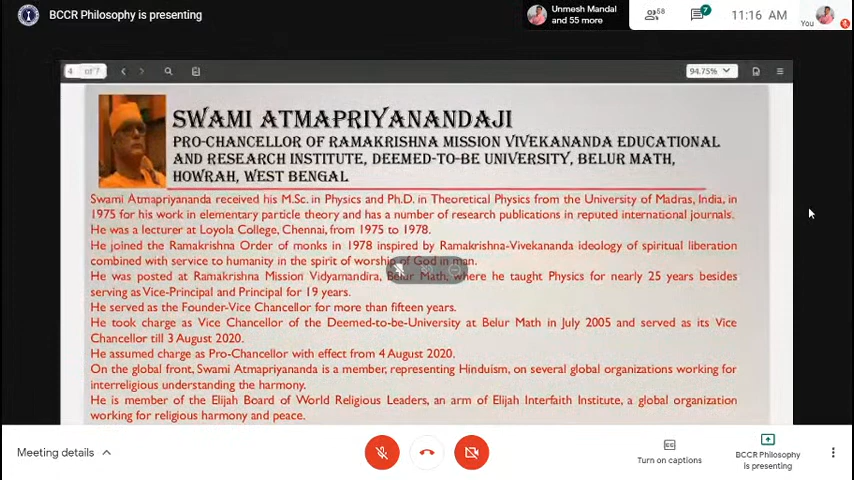 BCCR Philosophy is presenting
Unmesh Mandal
and 55 more
58
7
11:16 AM
You
4 of 7
94.75%
SWAMI ATMAPRIYANANDAJI
PRO-CHANCELLOR OF RAMAKRISHNA MISSION VIVEKANANDA EDUCATIONAL
AND RESEARCH INSTITUTE, DEEMED-TO-BE UNIVERSITY, BELUR MATH,
HOWRAH, WEST BENGAL
Swami Atmapriyananda received his M.Sc. in Physics and Ph.D. in Theoretical Physics from the University of Madras, India, in
1975 for his work in elementary particle theory and has a number of research publications in reputed international journals.
He was a lecturer at Loyola College, Chennai, from 1975 to 1978.
He joined the Ramakrishna Order of monks in 1978 inspired by Ramakrishna-Vivekananda ideology of spiritual liberation
combined with service to humanity in the spirit of worship of God in man.
He was posted at Ramakrishna Mission Vidyamandira, Belur Math, where he taught Physics for nearly 25 years besides
serving as Vice-Principal and Principal for 19 years.
He served as the Founder-Vice Chancellor for more than fifteen years.
He took charge as Vice Chancellor of the Deemed-to-be-University at Belur Math in July 2005 and served as its Vice
Chancellor till 3 August 2020.
He assumed charge as Pro-Chancellor with effect from 4 August 2020.
On the global front, Swami Atmapriyananda is a member, representing Hinduism, on several global organizations working for
interreligious understanding the harmony.
He is member of the Elijah Board of World Religious Leaders, an arm of Elijah Interfaith Institute, a global organization
working for religious harmony and peace.
Meeting details
Turn on captions
BCCR Philosophy
is presenting